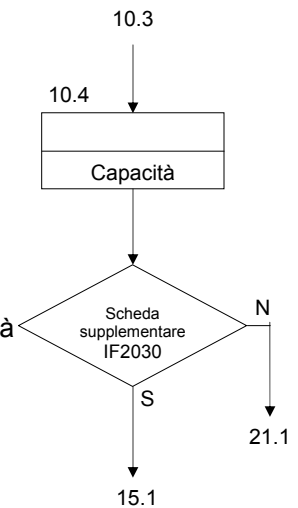 10.3
10.4
Capacità
à
Scheda
supplementare
IF2030
N
S
21.1
15.1